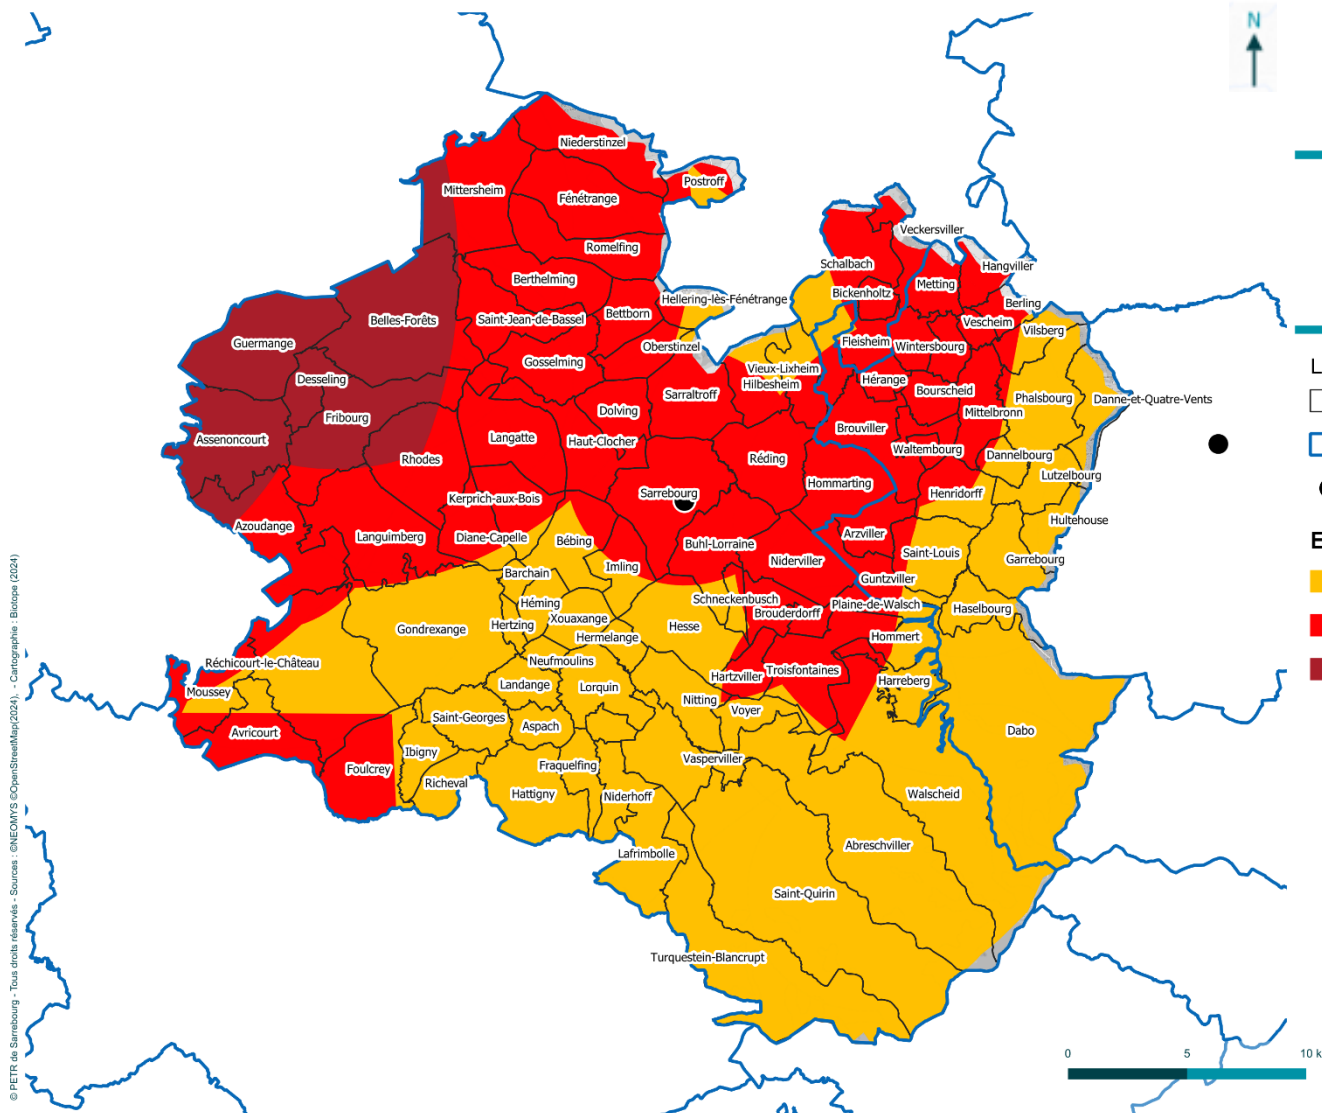 N
Niederstinzel
Postroff
Mittersheim
Fénétrange
Veckersviller
Romelfing
Schalbach
Hangviller
Berthelming
Bickenholtz
Metting
Hellering-lès-Fénétrange
Berling
Bettborn
Belles-Forêts
Saint-Jean-de-Bassel
Vescheim
Vilsberg
Guermange
Oberstinzel
Fleisheim
Wintersbourg
Gosselming
Vieux-Lixheim
Desseling
Hérange
Hilbesheim
Bourscheid
Sarraltroff
Phalsbourg
Danne-et-Quatre-Vents
Dolving
Mittelbronn
Fribourg
Brouviller
Assenoncourt
Langatte
Haut-Clocher
Waltembourg
Dannelbourg
Rhodes
Réding
Lutzelbourg
Hommarting
Sarrebourg
Henridorff
Kerprich-aux-Bois
Hultehouse
Azoudange
Arzviller
Languimberg
Diane-Capelle
Bébing
Buhl-Lorraine
Saint-Louis
Niderviller
Garrebourg
Imling
Barchain
Guntzviller
Schneckenbusch
Héming
Plaine-de-Walsch
Haselbourg
Brouderdorff
Xouaxange
Hertzing
Hesse
Gondrexange
Hermelange
Hommert
Réchicourt-le-Château
Neufmoulins
Troisfontaines
Hartzviller
Harreberg
Landange
Lorquin
Moussey
Nitting
Voyer
Saint-Georges
Aspach
Dabo
Avricourt
Ibigny
Vasperviller
Fraquelfing
Foulcrey
Richeval
Hattigny
Niderhoff
Walscheid
Abreschviller
Lafrimbolle
Saint-Quirin
Turquestein-Blancrupt
L
E
0 5 10 k
© PETR de Sarrebourg - Tous droits réservés - Sources : ©NEOMYS ©OpenStreetMap(2024), - Cartographie : Biotope (2024)